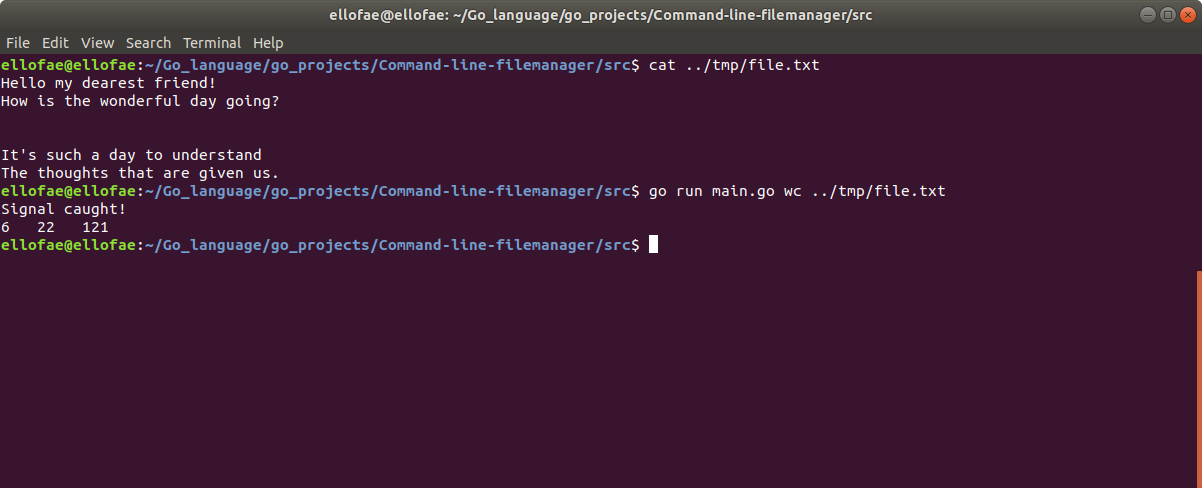 ellofae@ellofae: ~/Go_language/go_projects/Command-line-filemanager/src
File Edit View Search Terminal Help
ellofae@ellofae:~/Go_language/go_projects/Command-line-filemanager/src$ cat ../tmp/file.txt
Hello my dearest friend!
How is the wonderful day going?
It's such a day to understand
The thoughts that are given us.
ellofae@ellofae:~/Go_language/go_projects/Command-line-filemanager/src$ go run main.go wc ../tmp/file.txt
Signal caught!
6 22 121
ellofae@ellofae:~/Go_language/go_projects/Command-line-filemanager/src$